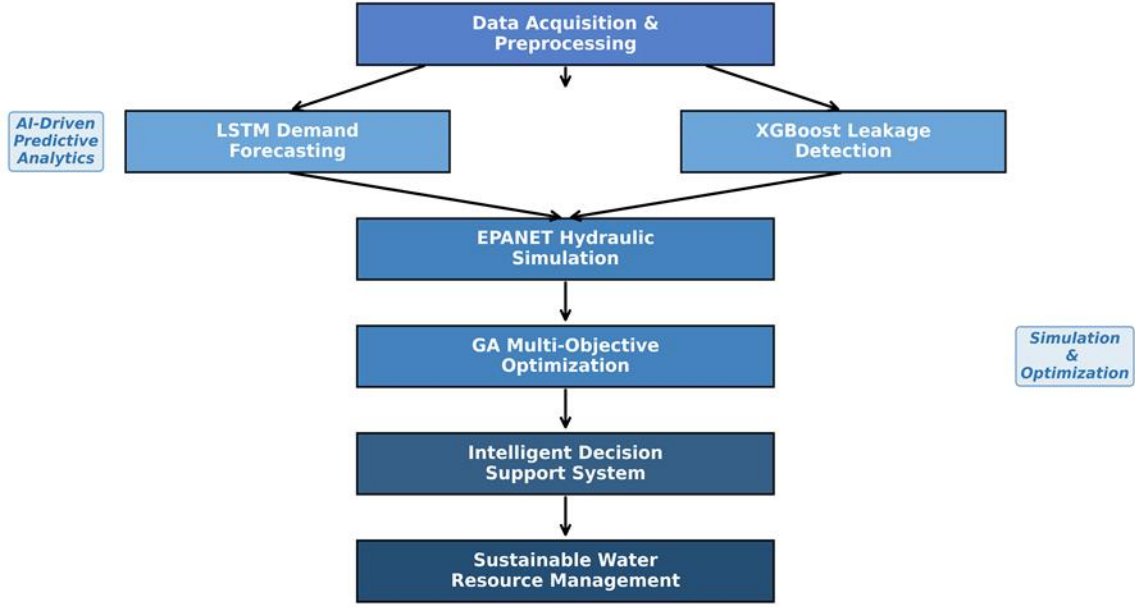 Data Acquisition &
Preprocessing
AI-Driven
Predictive
Analytics
LSTM Demand
Forecasting
XGBoost Leakage
Detection
EPANET Hydraulic
Simulation
GA Multi-Objective
Optimization
Simulation
&
Optimization
Intelligent Decision
Support System
Sustainable Water
Resource Management